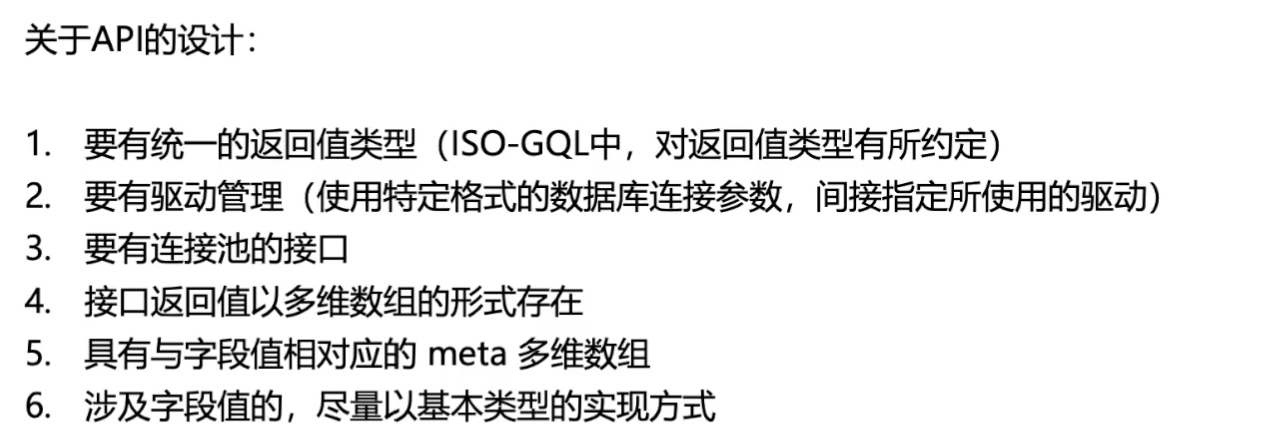 关于API的设计：
1. 要有统一的返回值类型（ISO-GQL中，对返回值类型有所约定）
2. 要有驱动管理（使用特定格式的数据库连接参数，间接指定所使用的驱动）
3. 要有连接池的接口
4. 接口返回值以多维数组的形式存在
5. 具有与字段值相对应的 meta 多维数组
6. 涉及字段值的，尽量以基本类型的实现方式